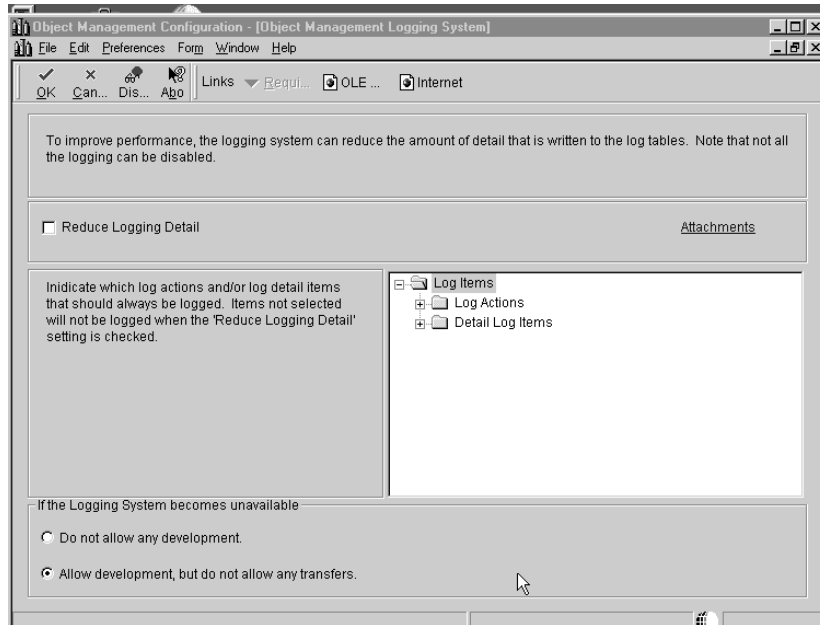 Object Management Configuration - [Object Management Logging System]
File Edit Preferences Form Window Help
OK Can... Dis... Abo Links Requi... OLE ... Internet
To improve performance, the logging system can reduce the amount of detail that is written to the log tables. Note that not all
the logging can be disabled.
Reduce Logging Detail
Attachments
Inidicate which log actions and/or log detail items
that should always be logged. Items not selected
will not be logged when the 'Reduce Logging Detail'
setting is checked.
Log Items
Log Actions
Detail Log Items
If the Logging System becomes unavailable
Do not allow any development.
Allow development, but do not allow any transfers.